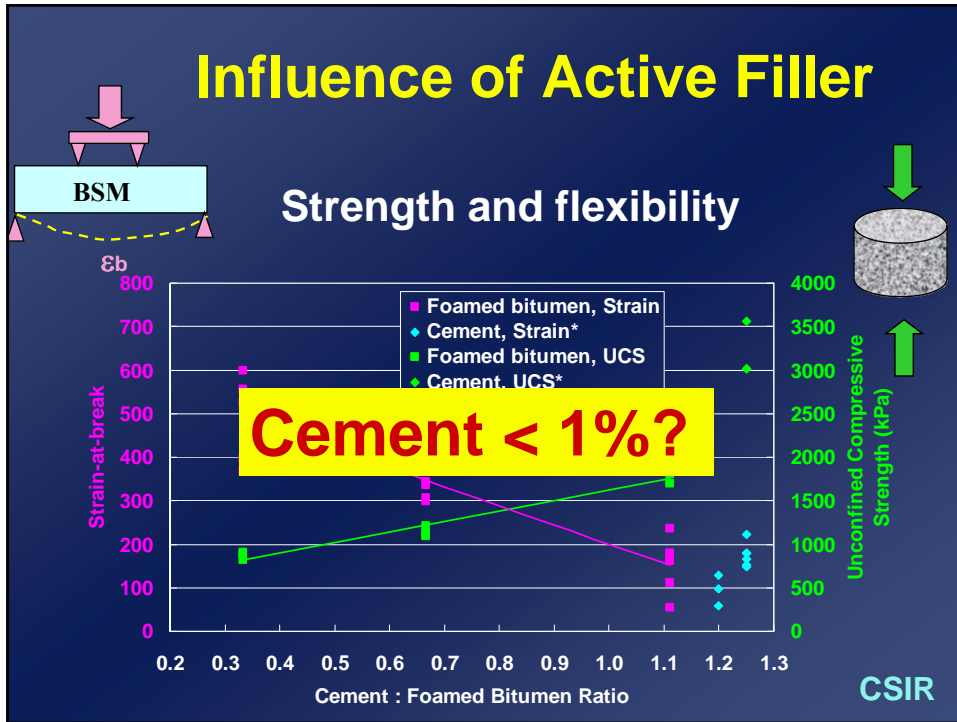 Influence of Active Filler
BSM
εb
Strength and flexibility
Foamed bitumen, Strain
Cement, Strain*
Foamed bitumen, UCS
Cement, UCS*
Cement < 1%?
800
700
600
500
400
300
200
100
0
Strain-at-break
4000
3500
3000
2500
2000
1500
1000
500
0
Unconfined Compressive
Strength (kPa)
0.2 0.3 0.4 0.5 0.6 0.7 0.8 0.9 1.0 1.1 1.2 1.3
Cement : Foamed Bitumen Ratio
CSIR